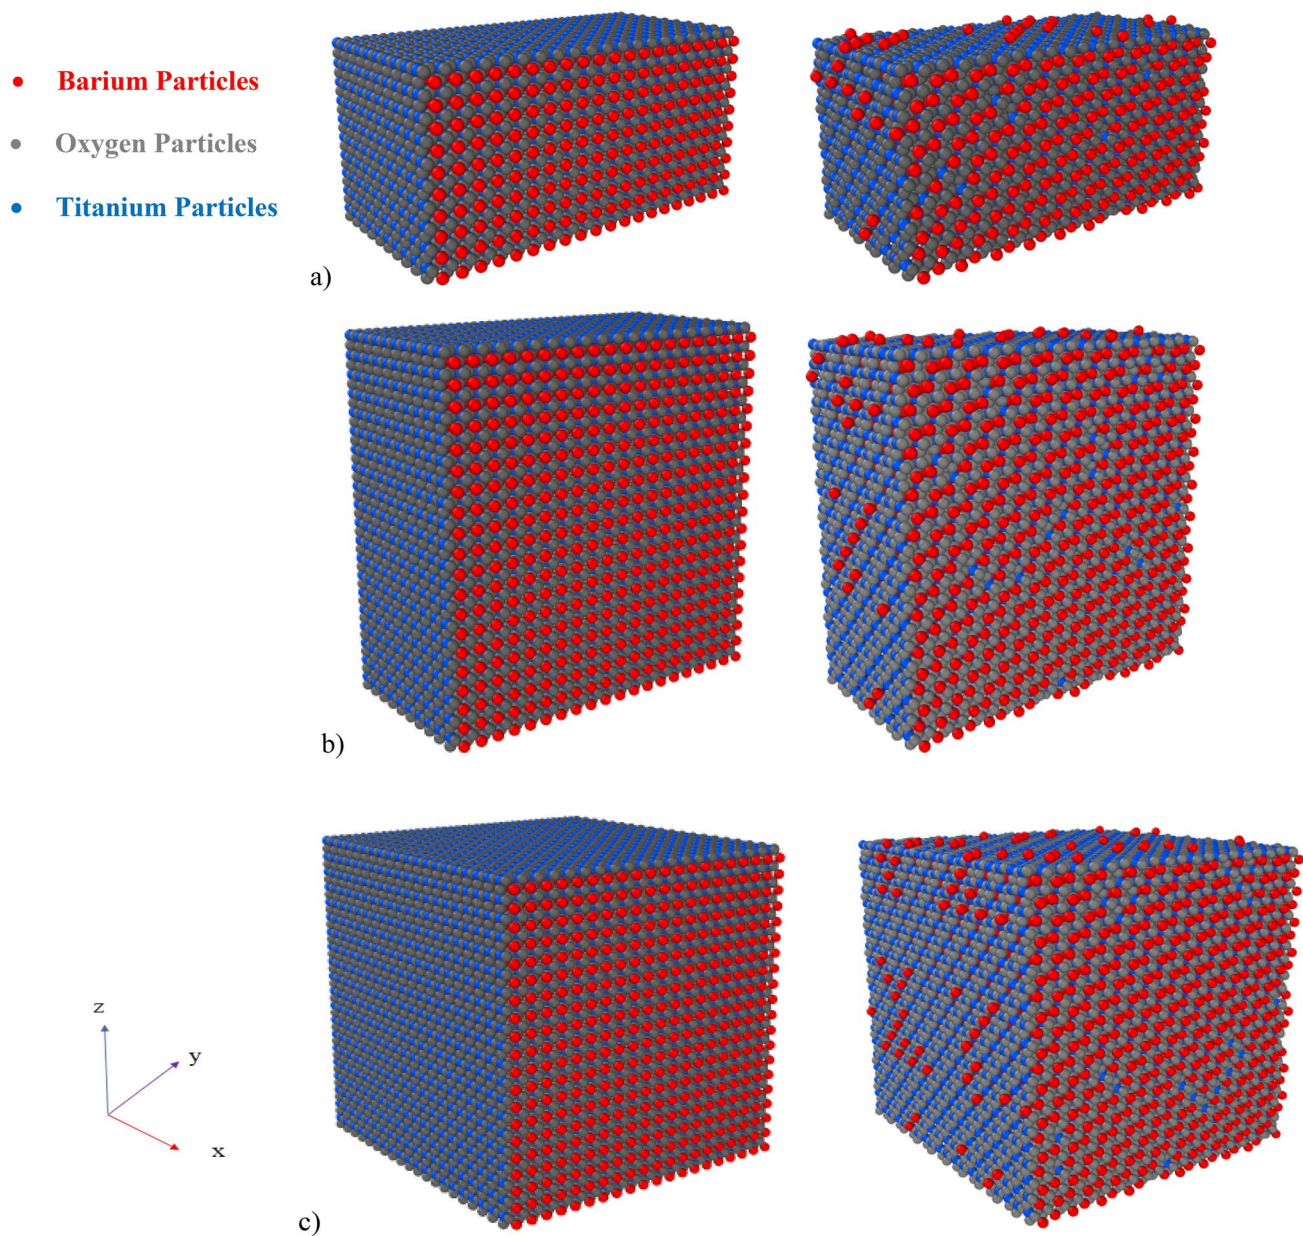 Barium Particles
Oxygen Particles
Titanium Particles
a)
b)
z
y
x
c)